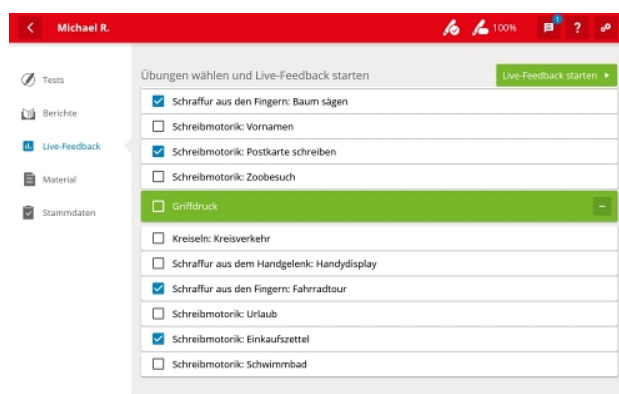 Michael R.
100%
1
?
Tests
Berichte
Live-Feedback
Material
Stammdaten
Übungen wählen und Live-Feedback starten
Live-Feedback starten
Schraffur aus den Fingern: Baum sägen
Schreibmotorik: Vornamen
Schreibmotorik: Postkarte schreiben
Schreibmotorik: Zoobesuch
Griffdruck
Kreiseln: Kreisverkehr
Schraffur aus dem Handgelenk: Handydisplay
Schraffur aus den Fingern: Fahrradtour
Schreibmotorik: Urlaub
Schreibmotorik: Einkaufszettel
Schreibmotorik: Schwimmbad